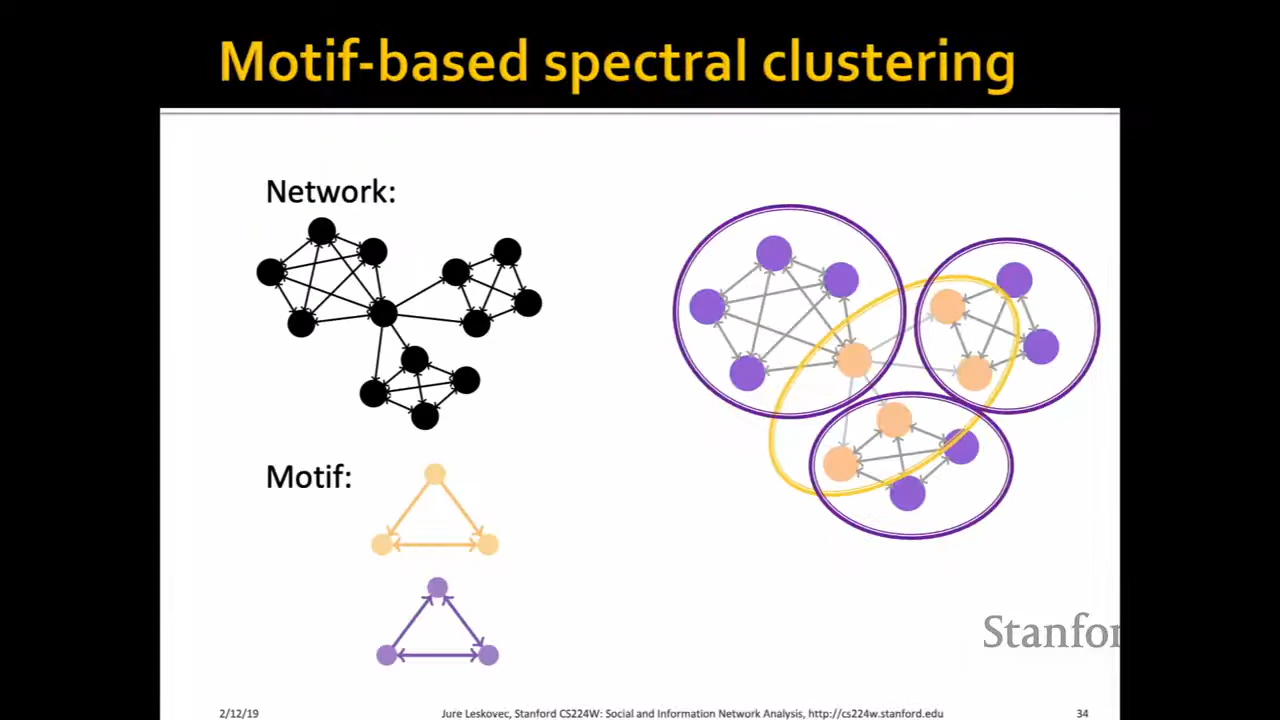 Motif-based spectral clustering
Network:
Motif:
Stanfor
2/12/19
Jure Leskovec, Stanford CS224W: Social and Information Network Analysis, http://cs224w.stanford.edu
34